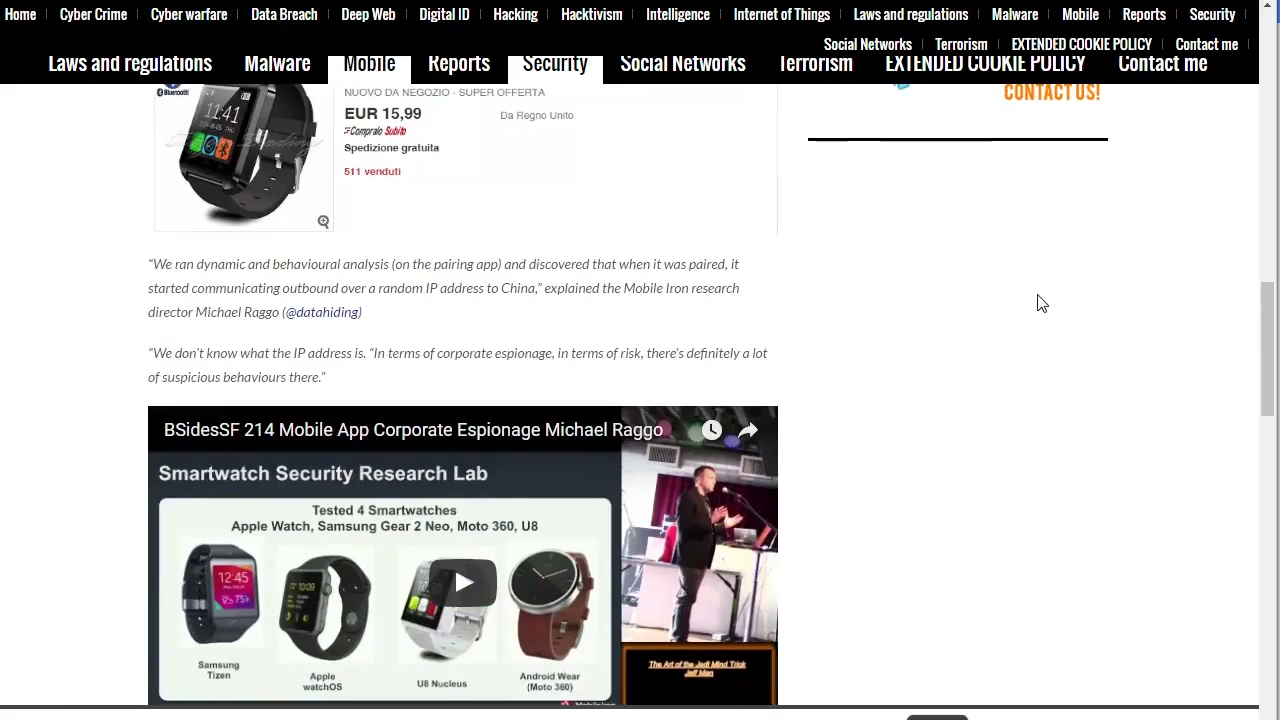 Home Cyber Crime Cyber warfare Data Breach Deep Web Digital ID Hacking Hacktivism Intelligence Internet of Things Laws and regulations Malware Mobile Reports Security
Social Networks Terrorism EXTENDED COOKIE POLICY Contact me
Laws and regulations Malware Mobile Reports Security Social Networks Terrorism EXTENDED COOKIE POLICY Contact me
CONTACT US!
Bluetooth
11:41
NUOVO DA NEGOZIO - SUPER OFFERTA
EUR 15,99 Da Regno Unito
Compralo Subito
Spedizione gratuita
511 venduti
“We ran dynamic and behavioural analysis (on the pairing app) and discovered that when it was paired, it
started communicating outbound over a random IP address to China,” explained the Mobile Iron research
director Michael Raggo (@datahiding)
“We don’t know what the IP address is. “In terms of corporate espionage, in terms of risk, there’s definitely a lot
of suspicious behaviours there.”
BSidesSF 214 Mobile App Corporate Espionage Michael Raggo
Smartwatch Security Research Lab
Tested 4 Smartwatches
Apple Watch, Samsung Gear 2 Neo, Moto 360, U8
12:45
75°
10:09
Samsung
Tizen
Apple
watchOS
U8 Nucleus
Android Wear
(Moto 360)
The Art of the Jedi Mind Trick
Jeff Man